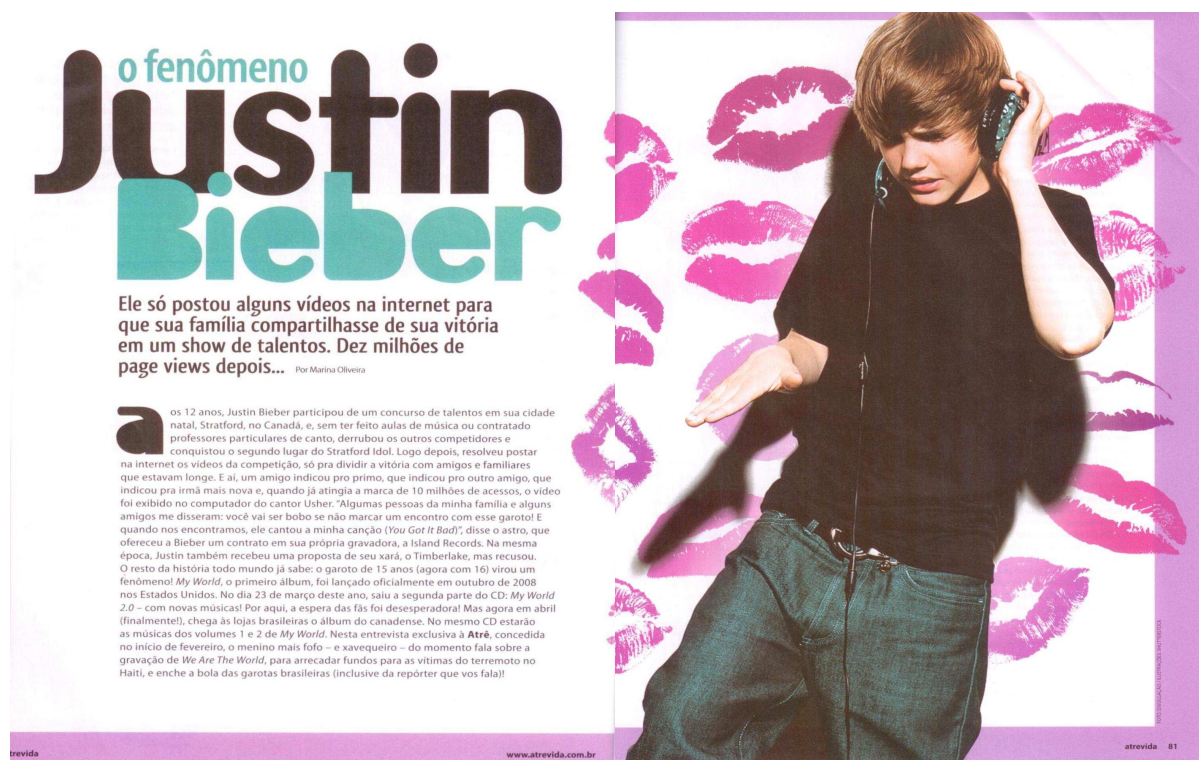 o fenômeno
Justin
Bieber
Ele só postou alguns vídeos na internet para
que sua família compartilhasse de sua vitória
em um show de talentos. Dez milhões de
page views depois... Por Marina Oliveira
aos 12 anos, Justin Bieber participou de um concurso de talentos em sua cidade
natal, Stratford, no Canadá, e, sem ter feito aulas de música ou contratado
professores particulares de canto, derrubou os outros competidores e
conquistou o segundo lugar do Stratford Idol. Logo depois, resolveu postar
na internet os vídeos da competição, só pra dividir a vitória com amigos e familiares
que estavam longe. E aí, um amigo indicou pro primo, que indicou pro outro amigo, que
indicou pra irmã mais nova e, quando já atingia a marca de 10 milhões de acessos, o vídeo
foi exibido no computador do cantor Usher. "Algumas pessoas da minha família e alguns
amigos me disseram: você vai ser bobo se não marcar um encontro com esse garoto! E
quando nos encontramos, ele cantou a minha canção (You Got It Bad)", disse o astro, que
ofereceu a Bieber um contrato em sua própria gravadora, a Island Records. Na mesma
época, Justin também recebeu uma proposta de seu xará, o Timberlake, mas recusou.
O resto da história todo mundo já sabe: o garoto de 15 anos (agora com 16) virou um
fenômeno! My World, o primeiro álbum, foi lançado oficialmente em outubro de 2008
nos Estados Unidos. No dia 23 de março deste ano, saiu a segunda parte do CD: My World
2.0 – com novas músicas! Por aqui, a espera das fãs foi desesperadora! Mas agora em abril
(finalmente!), chega às lojas brasileiras o álbum do canadense. No mesmo CD estarão
as músicas dos volumes 1 e 2 de My World. Nesta entrevista exclusiva à Atrê, concedida
no início de fevereiro, o menino mais fofo – e xavequeiro – do momento fala sobre a
gravação de We Are The World, para arrecadar fundos para as vítimas do terremoto no
Haiti, e enche a bola das garotas brasileiras (inclusive da repórter que vos fala)!
trevida
www.atrevida.com.br
FOTO DIVULGAÇÃO / ILUSTRAÇÕES SHUTTERSTOCK
atrevida 81